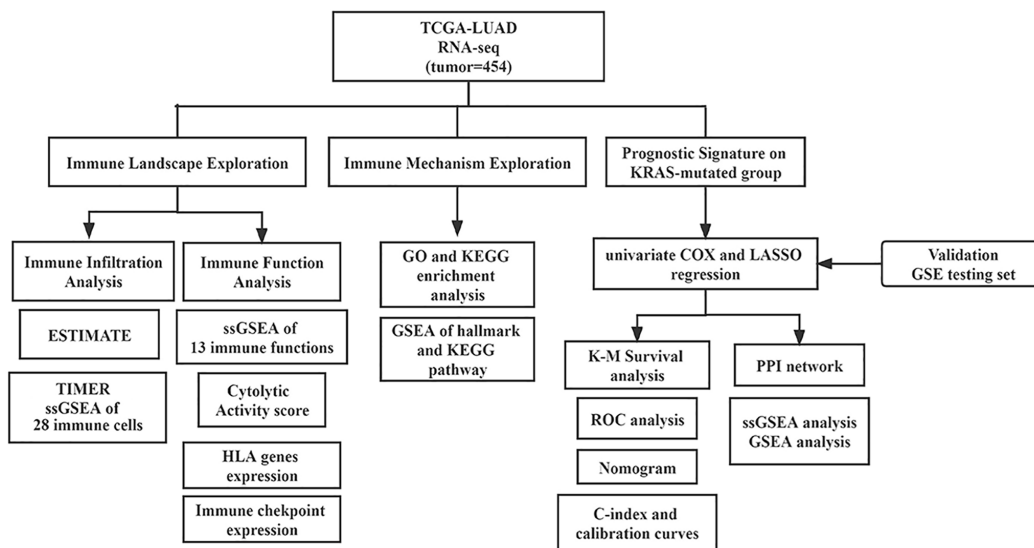 TCGA-LUAD
RNA-seq
(tumor=454)
Immune Landscape Exploration
Immune Mechanism Exploration
Prognostic Signature on
KRAS-mutated group
Immune Infiltration
Analysis
Immune Function
Analysis
GO and KEGG
enrichment
analysis
univariate COX and LASSO
regression
Validation
GSE testing set
ESTIMATE
ssGSEA of
13 immune functions
GSEA of hallmark
and KEGG
pathway
K-M Survival
analysis
PPI network
TIMER
ssGSEA of
28 immune cells
Cytolytic
Activity score
ROC analysis
ssGSEA analysis
GSEA analysis
HLA genes
expression
Nomogram
Immune chekpoint
expression
C-index and
calibration curves